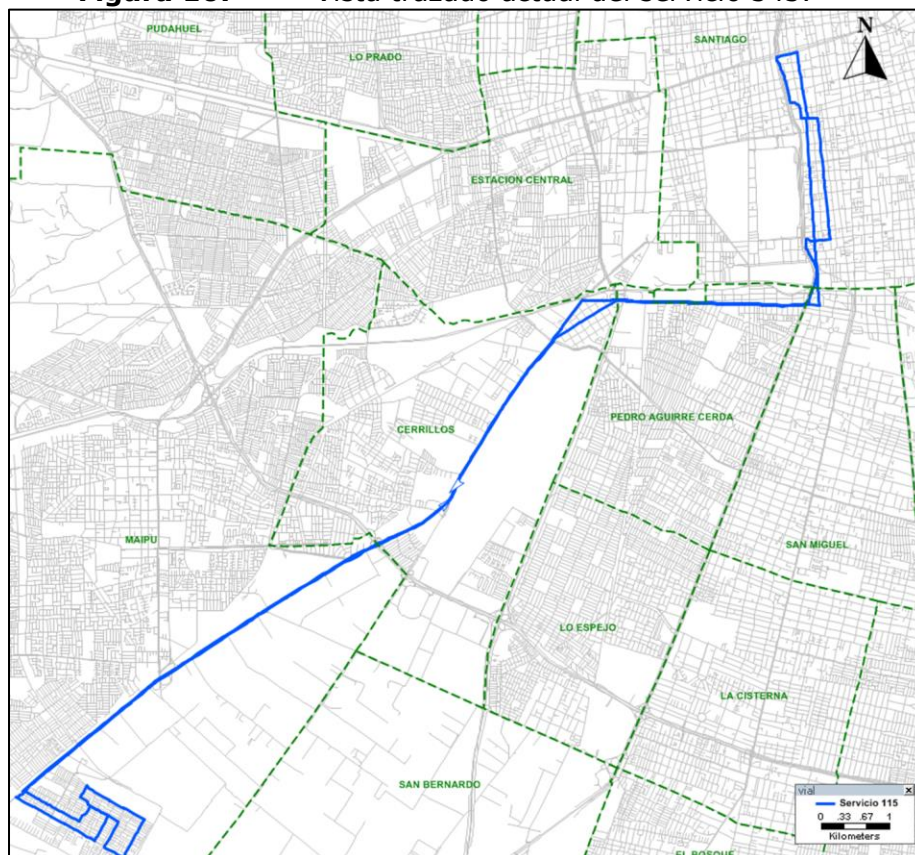 PUDAHUEL
LO PRADO
SANTIAGO
N
ESTACION CENTRAL
PEDRO AGUIRRE CERDA
CERRILLOS
MAIPU
SAN MIGUEL
LO ESPEJO
LA CISTERNA
SAN BERNARDO
vial
Servicio 115
0 .33 .67 1
Kilometers